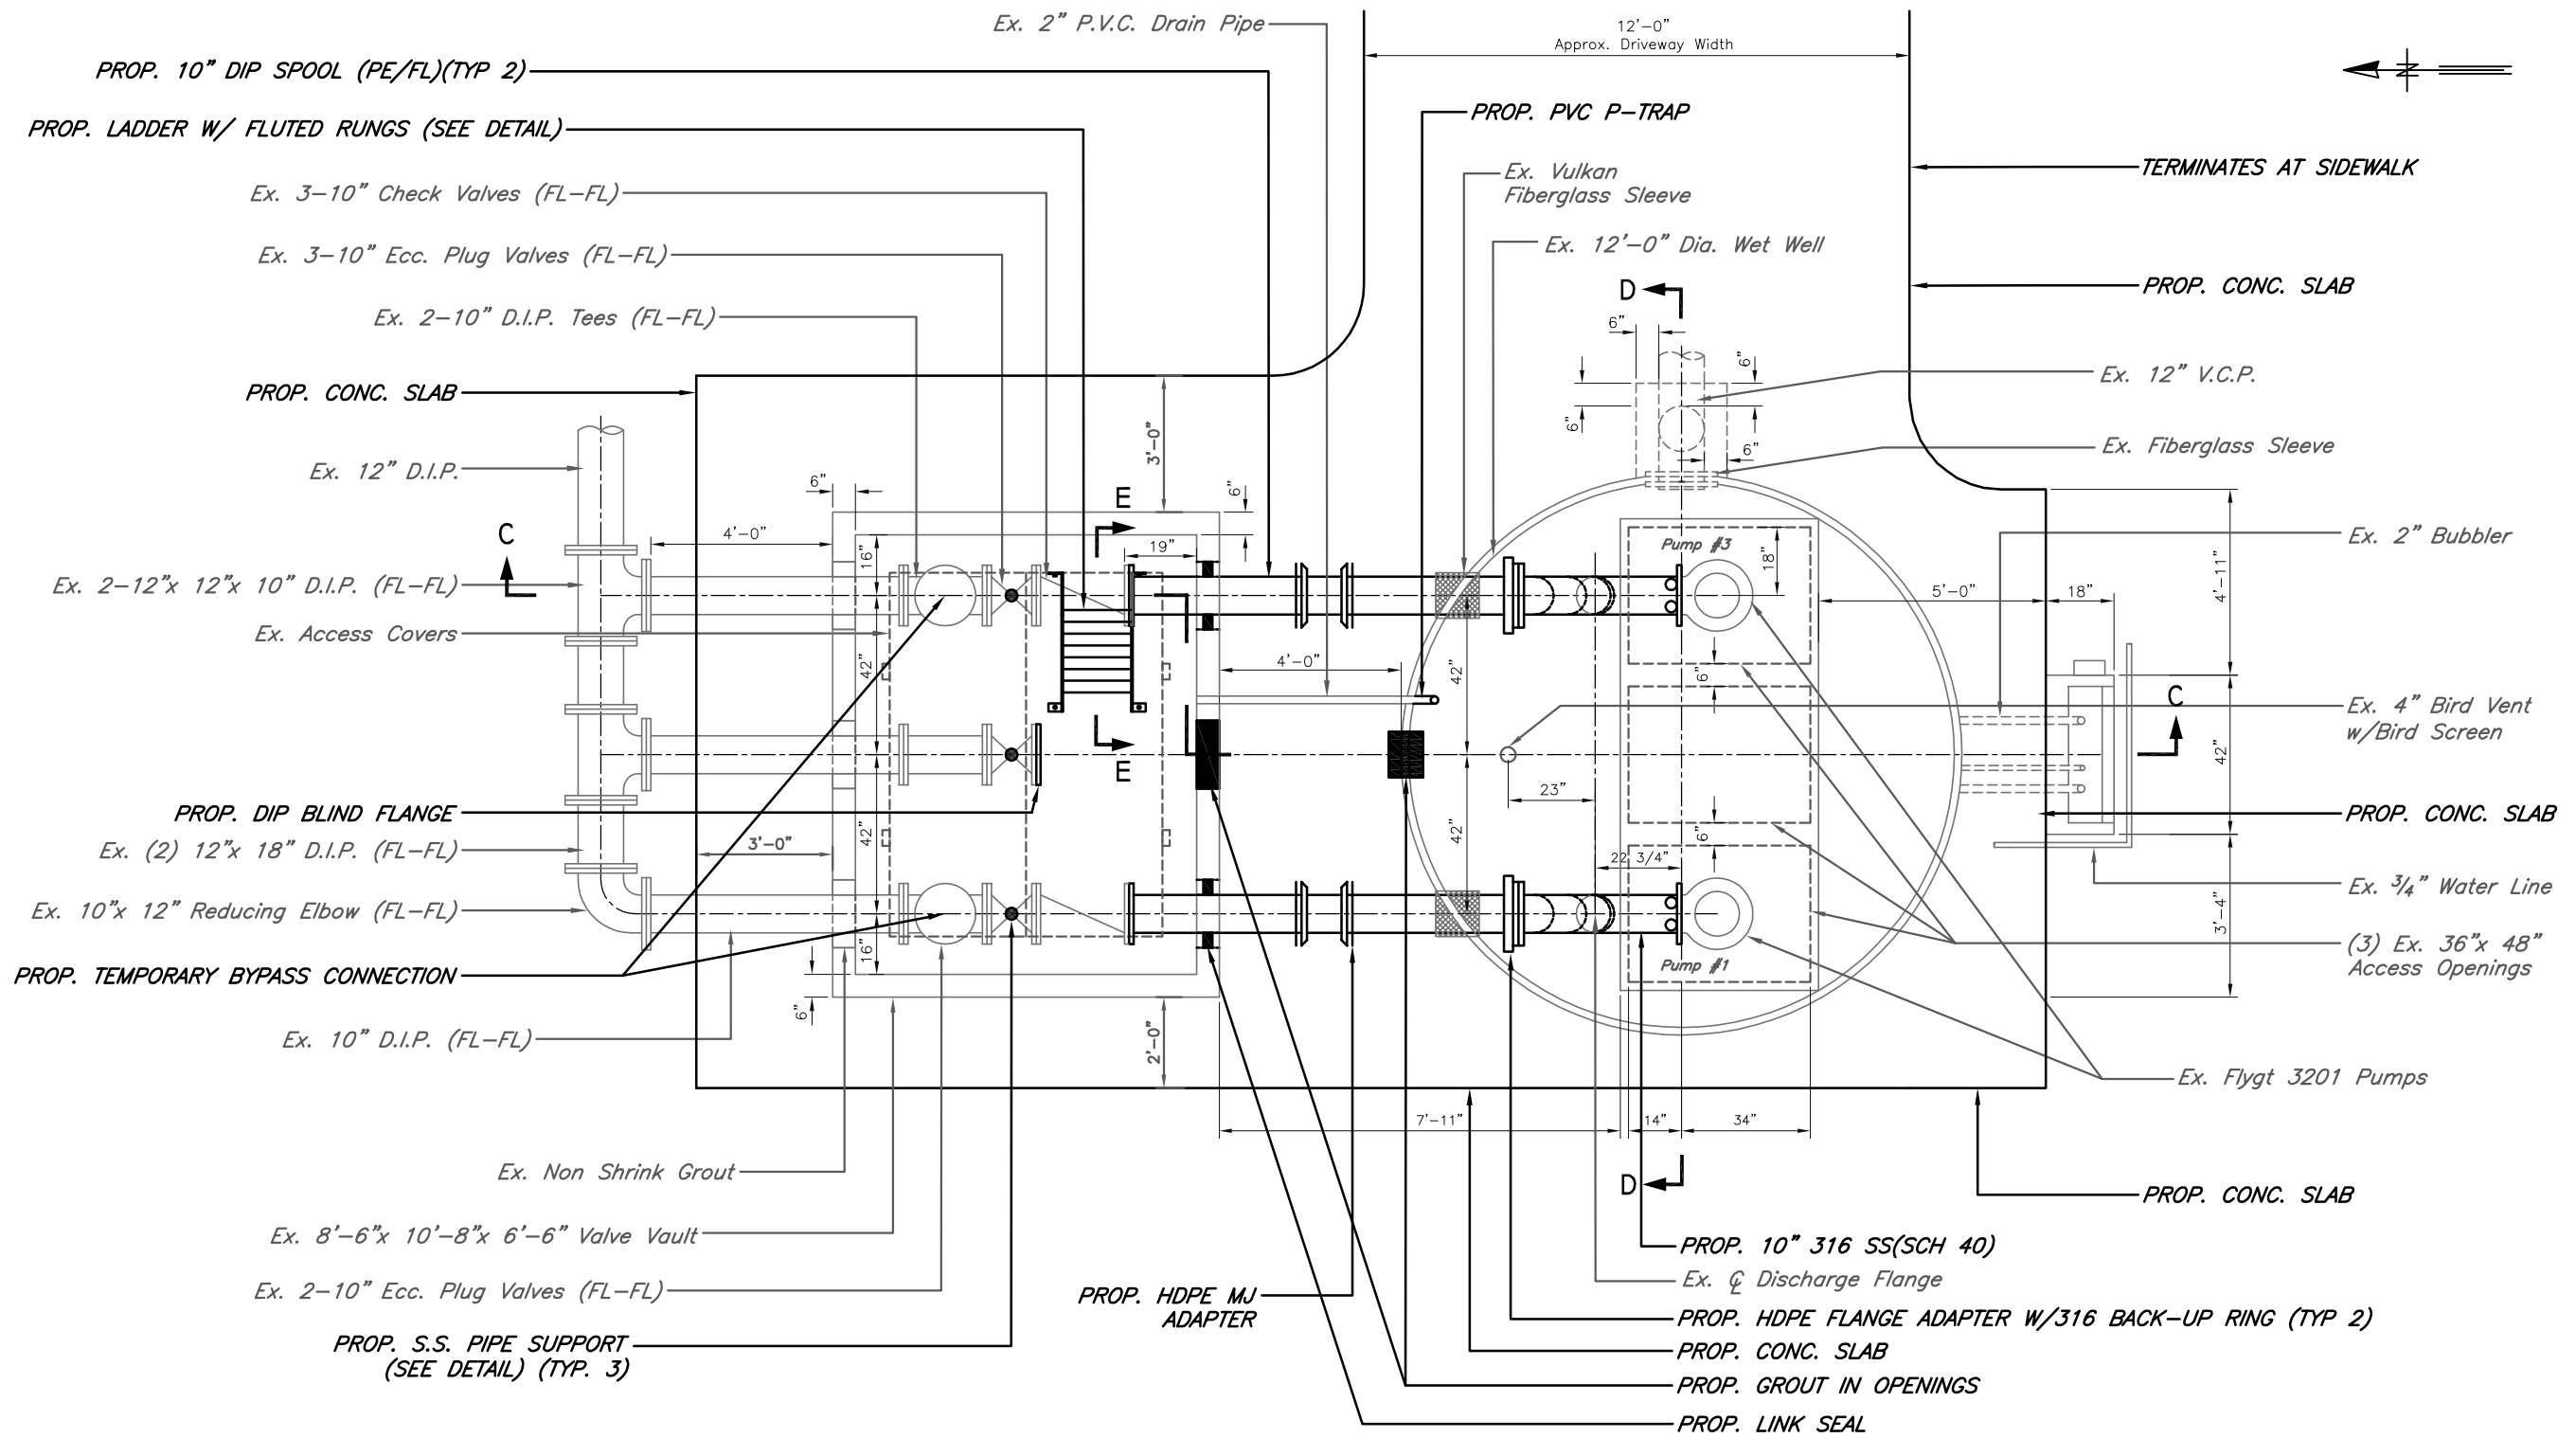 Ex. 2" P.V.C. Drain Pipe
12'-0"
Approx. Driveway Width
PROP. 10" DIP SPOOL (PE/FL)(TYP 2)
PROP. PVC P-TRAP
PROP. LADDER W/ FLUTED RUNGS (SEE DETAIL)
TERMINATES AT SIDEWALK
Ex. Vulkan
Fiberglass Sleeve
Ex. 3-10" Check Valves (FL-FL)
Ex. 12'-0" Dia. Wet Well
Ex. 3-10" Ecc. Plug Valves (FL-FL)
D
PROP. CONC. SLAB
Ex. 2-10" D.I.P. Tees (FL-FL)
6"
6"
Ex. 12" V.C.P.
PROP. CONC. SLAB
6"
3'-0"
6"
Ex. Fiberglass Sleeve
Ex. 12" D.I.P.
6"
6"
E
C
4'-0"
Ex. 2" Bubbler
16"
19"
Pump #3
18"
4'-11"
Ex. 2-12"x 12"x 10" D.I.P. (FL-FL)
5'-0"
18"
Ex. Access Covers
42"
4'-0"
42"
6"
C
Ex. 4" Bird Vent
w/Bird Screen
E
42"
23"
PROP. DIP BLIND FLANGE
PROP. CONC. SLAB
Ex. (2) 12"x 18" D.I.P. (FL-FL)
3'-0"
42"
42"
6"
22 3/4"
Ex. 3/4" Water Line
Ex. 10"x 12" Reducing Elbow (FL-FL)
3'-4"
16"
Pump #1
(3) Ex. 36"x 48"
Access Openings
PROP. TEMPORARY BYPASS CONNECTION
6"
Ex. 10" D.I.P. (FL-FL)
2'-0"
Ex. Flygt 3201 Pumps
7'-11"
14"
34"
Ex. Non Shrink Grout
D
PROP. CONC. SLAB
Ex. 8'-6"x 10'-8"x 6'-6" Valve Vault
PROP. 10" 316 SS(SCH 40)
Ex. ℄ Discharge Flange
Ex. 2-10" Ecc. Plug Valves (FL-FL)
PROP. HDPE MJ
ADAPTER
PROP. HDPE FLANGE ADAPTER W/316 BACK-UP RING (TYP 2)
PROP. S.S. PIPE SUPPORT
(SEE DETAIL) (TYP. 3)
PROP. CONC. SLAB
PROP. GROUT IN OPENINGS
PROP. LINK SEAL